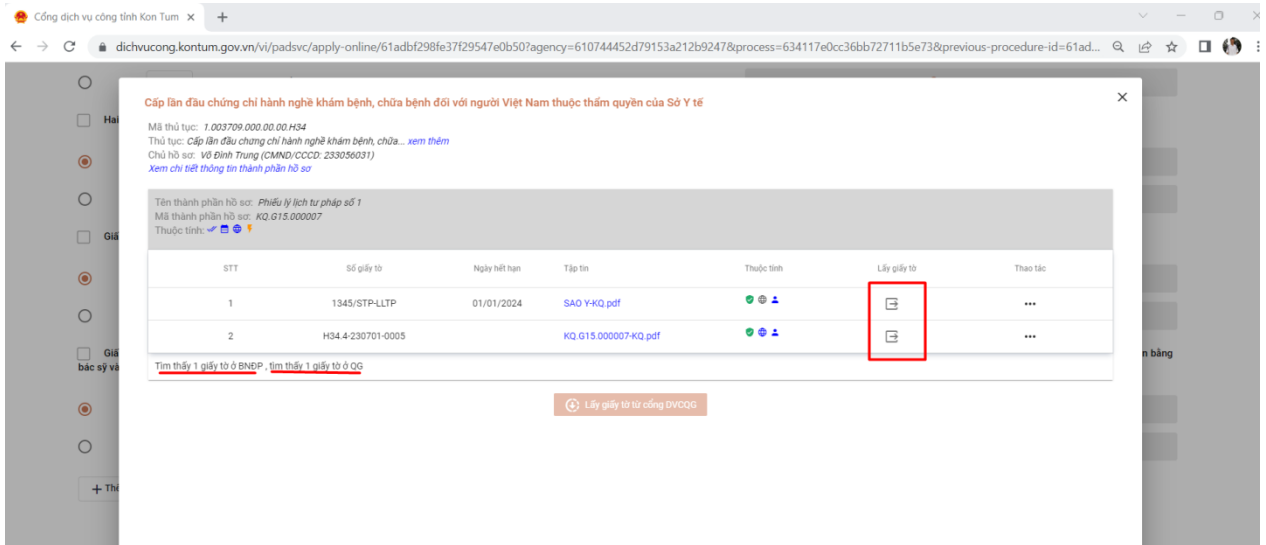 Cổng dịch vụ công tỉnh Kon Tum
dichvucong.kontum.gov.vn/vi/padsvc/apply-online/61adbf298fe37f29547e0b50?agency=610744452d79153a212b9247&process=634117e0cc36bb72711b5e73&previous-procedure-id=61ad...
Cấp lần đầu chứng chỉ hành nghề khám bệnh, chữa bệnh đối với người Việt Nam thuộc thẩm quyền của Sở Y tế
Hai
Mã thủ tục: 1.003709.000.00.00.H34
Thủ tục: Cấp lần đầu chứng chỉ hành nghề khám bệnh, chữa... xem thêm
Chủ hồ sơ: Võ Đình Trung (CMND/CCCD: 233056031)
Xem chi tiết thông tin thành phần hồ sơ
Tên thành phần hồ sơ: Phiếu lý lịch tư pháp số 1
Mã thành phần hồ sơ: KQ.G15.000007
Thuộc tính:
Giấ
STT Số giấy tờ Ngày hết hạn Tập tin Thuộc tính Lấy giấy tờ Thao tác
1 1345/STP-LLTP 01/01/2024 SAO Y-KQ.pdf
2 H34.4-230701-0005 KQ.G15.000007-KQ.pdf
Giấ
n bằng
bác sỹ và
Tìm thấy 1 giấy tờ ở BNĐP , tìm thấy 1 giấy tờ ở QG
Lấy giấy tờ từ cổng DVCQG
+ Thê